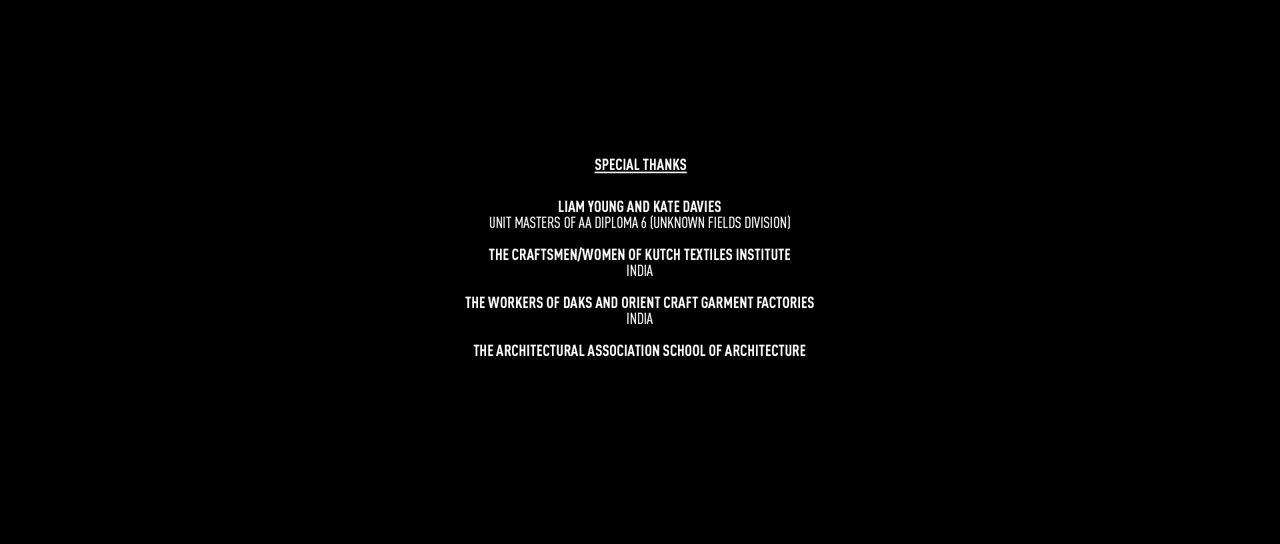 SPECIAL THANKS
LIAM YOUNG AND KATE DAVIES
UNIT MASTERS OF AA DIPLOMA 6 (UNKNOWN FIELDS DIVISION)
THE CRAFTSMEN/WOMEN OF KUTCH TEXTILES INSTITUTE
INDIA
THE WORKERS OF DAKS AND ORIENT CRAFT GARMENT FACTORIES
INDIA
THE ARCHITECTURAL ASSOCIATION SCHOOL OF ARCHITECTURE